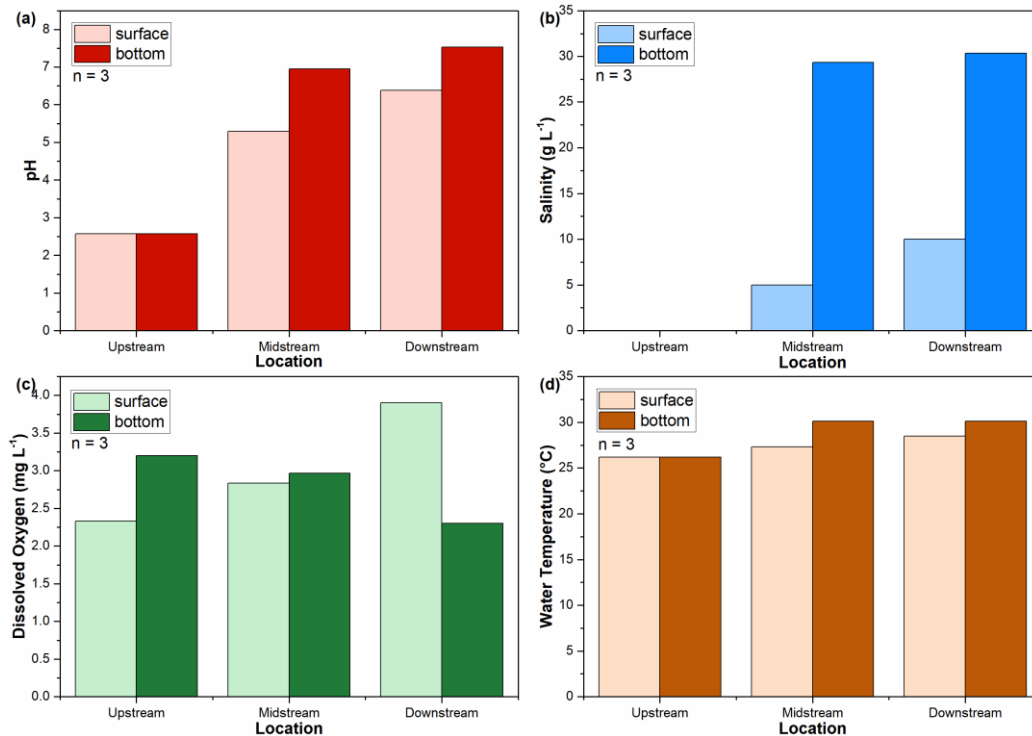 (a)
surface
bottom
n = 3
8
7
6
5
4
3
2
1
0
pH
Upstream Midstream Downstream
Location
(b)
surface
bottom
n = 3
35
30
25
20
15
10
5
0
Salinity (g L⁻¹)
Upstream Midstream Downstream
Location
(c)
surface
bottom
n = 3
4.0
3.5
3.0
2.5
2.0
1.5
1.0
0.5
0.0
Dissolved Oxygen (mg L⁻¹)
Upstream Midstream Downstream
Location
(d)
surface
bottom
n = 3
35
30
25
20
15
10
5
0
Water Temperature (°C)
Upstream Midstream Downstream
Location